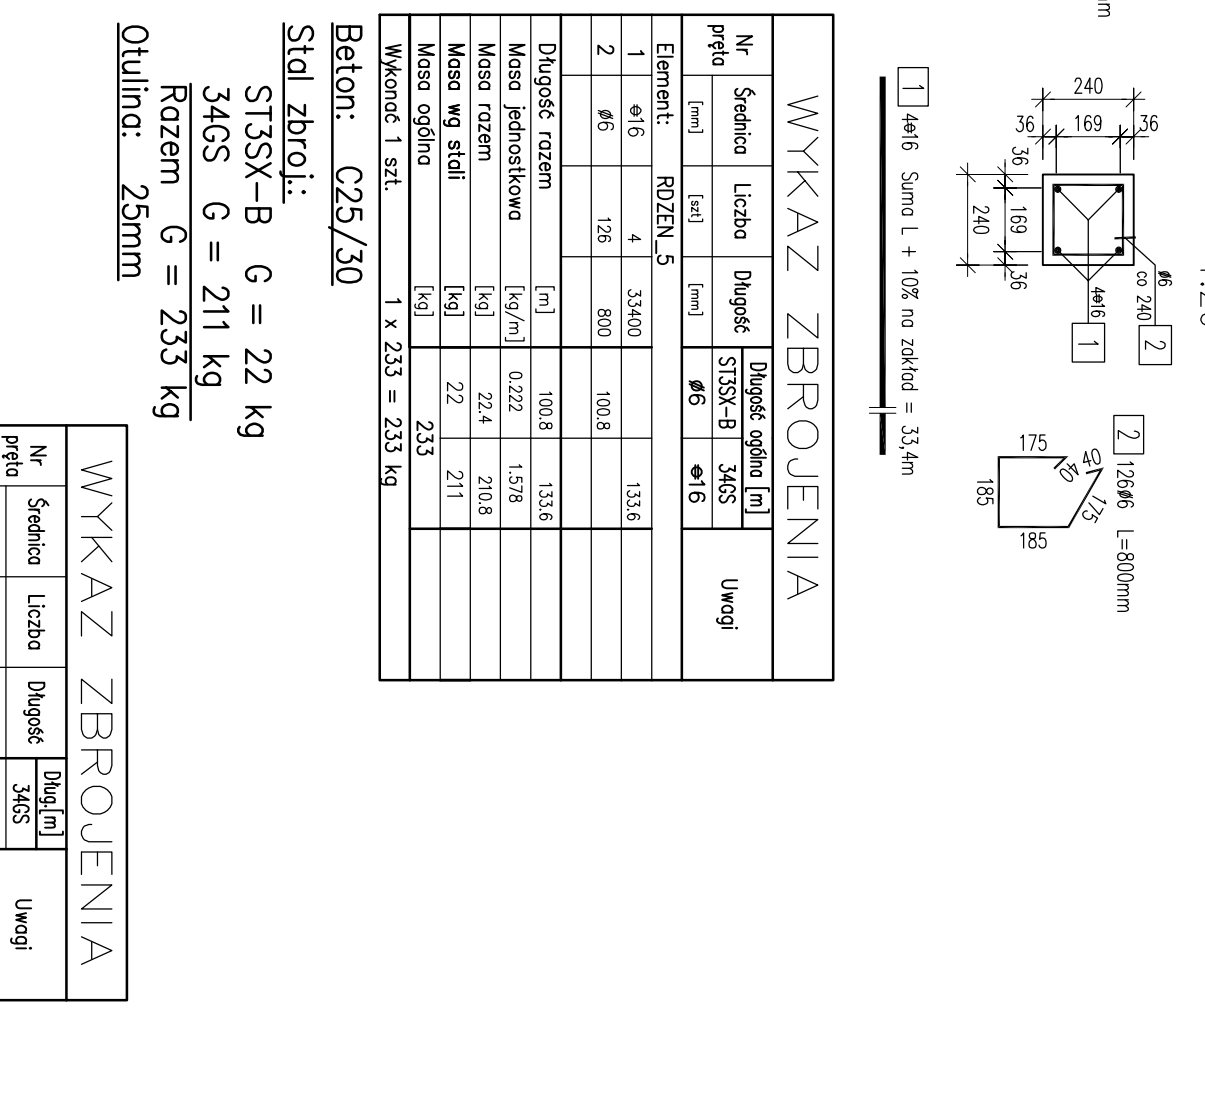 240
36 169 36
36
169
36
240
ø6
co 240
2
4ø16
1
2 126ø6 L=800mm
175
40
40
175
185
185
1 4ø16 Suma L + 10% na zakład = 33,4m
WYKAZ ZBROJENIA
Nr pręta Średnica Liczba Długość Długość ogólna [m] Uwagi
ST3SX-B 34GS
[mm] [szt] [mm] ø6 ø16
Element: RDZEN_5
1 ø16 4 33400 133.6
2 ø6 126 800 100.8
Długość razem [m] 100.8 133.6
Masa jednostkowa [kg/m] 0.222 1.578
Masa razem [kg] 22.4 210.8
Masa wg stali [kg] 22 211
Masa ogólna [kg] 233
Wykonać 1 szt. 1 x 233 = 233 kg
Beton: C25/30
Stal zbroj.:
ST3SX-B G = 22 kg
34GS G = 211 kg
Razem G = 233 kg
Otulina: 25mm
WYKAZ ZBROJENIA
Nr pręta Średnica Liczba Długość Dług.[m] Uwagi
34GS